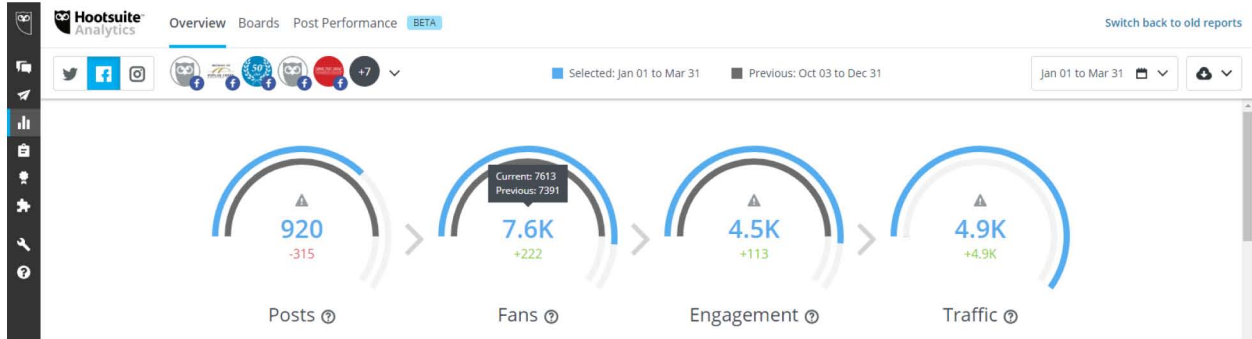 Hootsuite™
Analytics
Overview Boards Post Performance BETA
Switch back to old reports
+7
Selected: Jan 01 to Mar 31 Previous: Oct 03 to Dec 31
Jan 01 to Mar 31
Current: 7613
Previous: 7391
920 7.6K 4.5K 4.9K
-315 +222 +113 +4.9K
Posts Fans Engagement Traffic